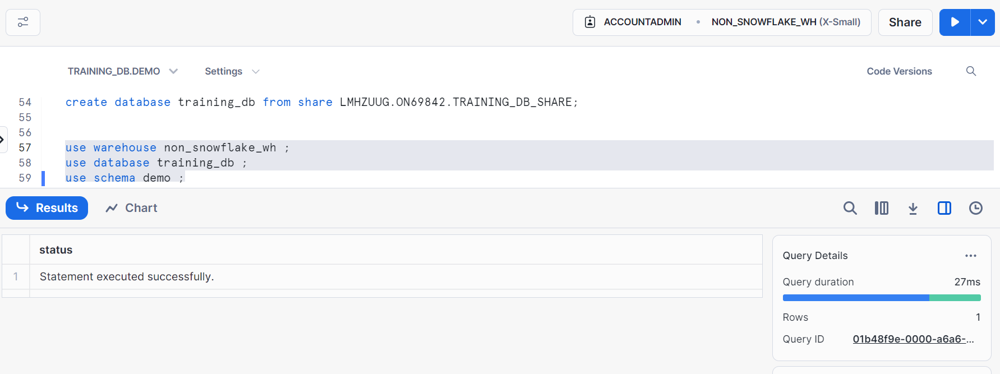 ACCOUNTADMIN • NON_SNOWFLAKE_WH (X-Small)
Share
TRAINING_DB.DEMO
Settings
Code Versions
54 create database training_db from share LMHZUUG.ON69842.TRAINING_DB_SHARE;
55
56
57 use warehouse non_snowflake_wh ;
58 use database training_db ;
59 use schema demo ;
Results
Chart
status
1 Statement executed successfully.
Query Details ...
Query duration 27ms
Rows 1
Query ID 01b48f9e-0000-a6a6-...